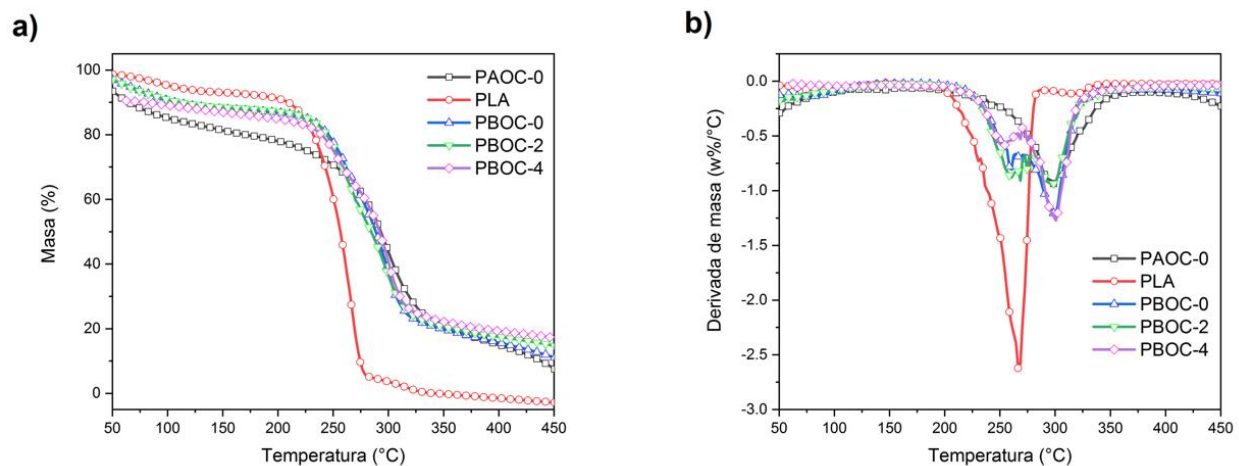 a)
100
80
60
40
20
0
Masa (%)
50 100 150 200 250 300 350 400 450
Temperatura (°C)
PAOC-0
PLA
PBOC-0
PBOC-2
PBOC-4
b)
0.0
-0.5
-1.0
-1.5
-2.0
-2.5
-3.0
Derivada de masa (w%/°C)
50 100 150 200 250 300 350 400 450
Temperatura (°C)
PAOC-0
PLA
PBOC-0
PBOC-2
PBOC-4